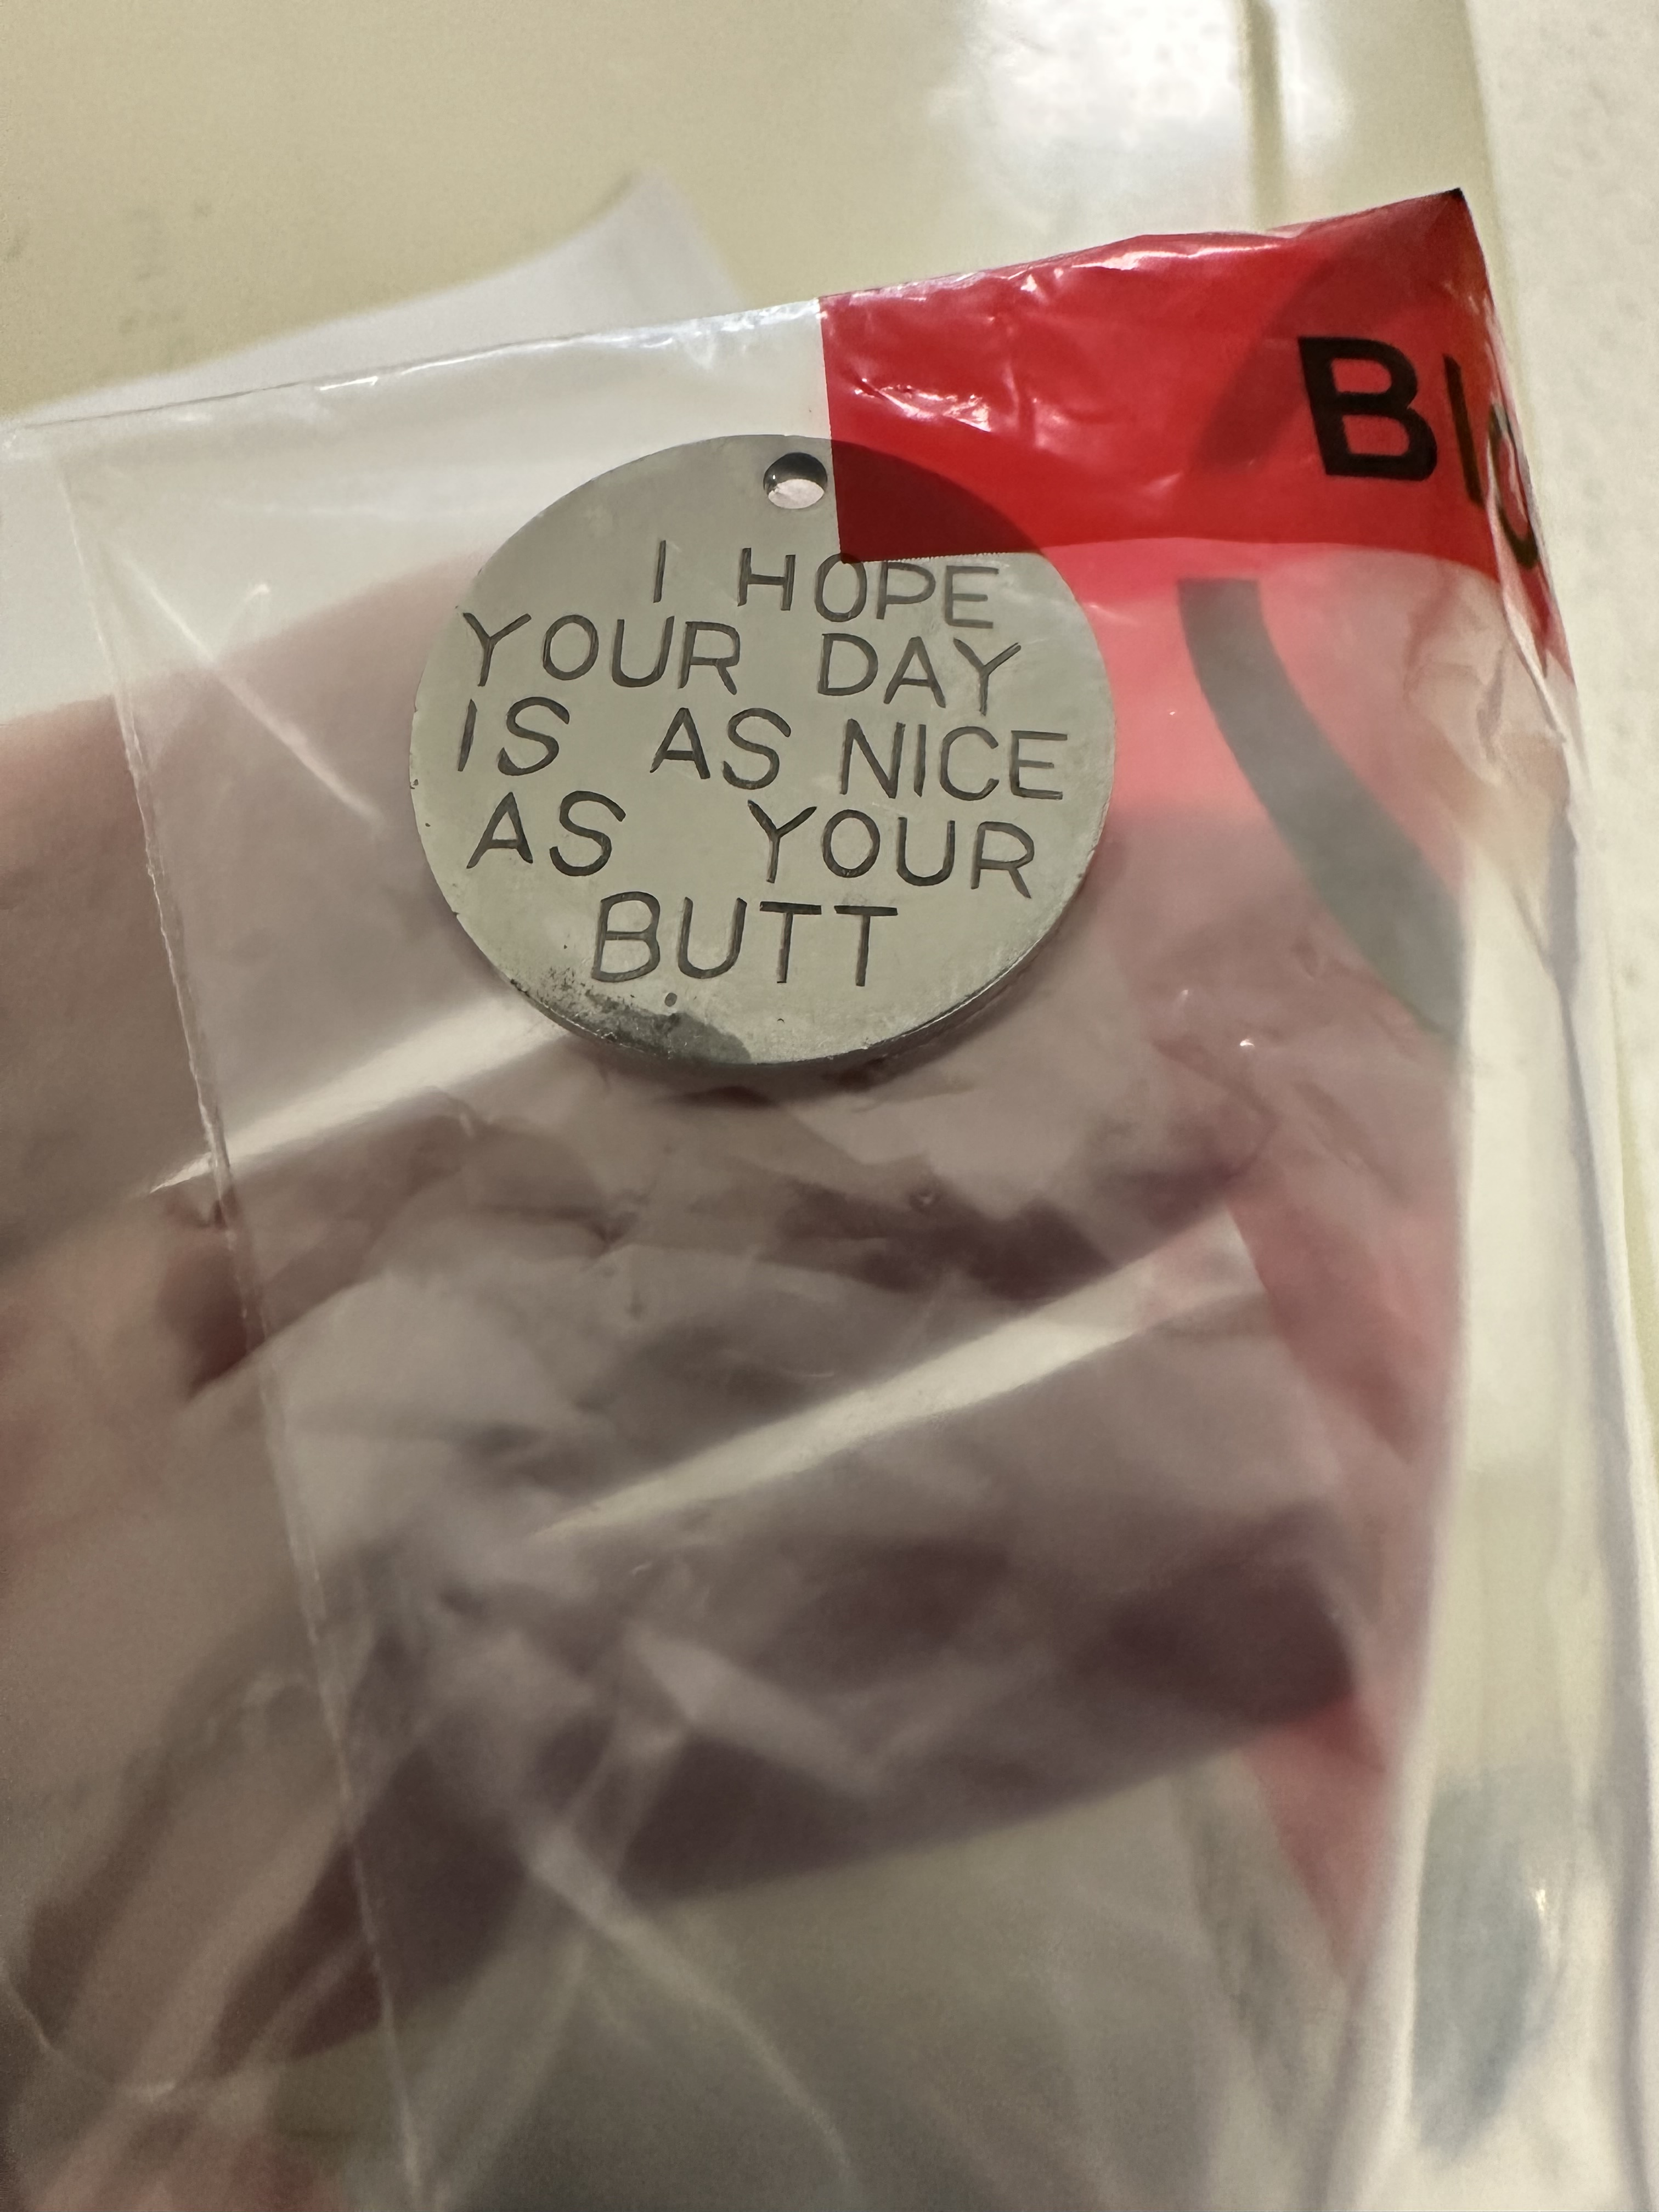 I HOPE
YOUR DAY
IS AS NICE
AS YOUR
BUTT